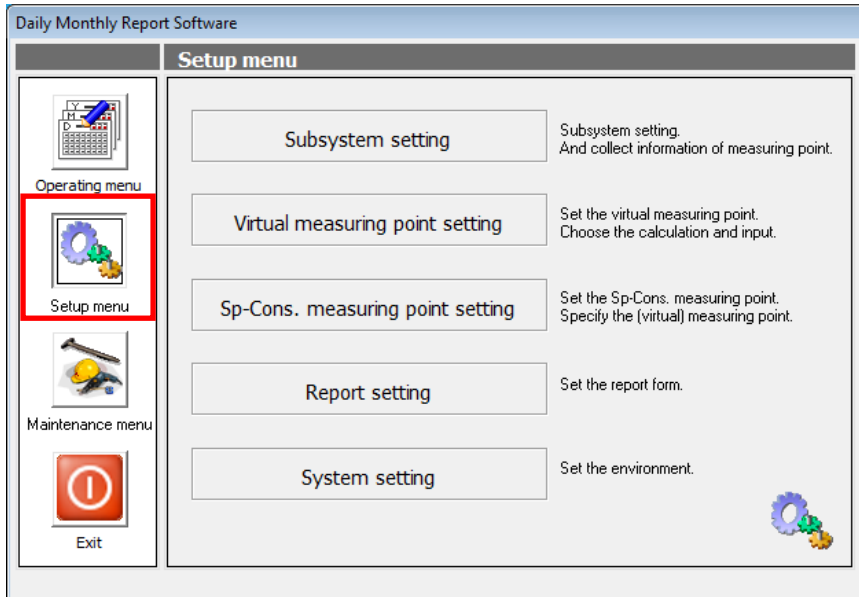 Daily Monthly Report Software
Setup menu
Y
M
D
Operating menu
Setup menu
Maintenance menu
Exit
Subsystem setting
Subsystem setting.
And collect information of measuring point.
Virtual measuring point setting
Set the virtual measuring point.
Choose the calculation and input.
Sp-Cons. measuring point setting
Set the Sp-Cons. measuring point.
Specify the (virtual) measuring point.
Report setting
Set the report form.
System setting
Set the environment.